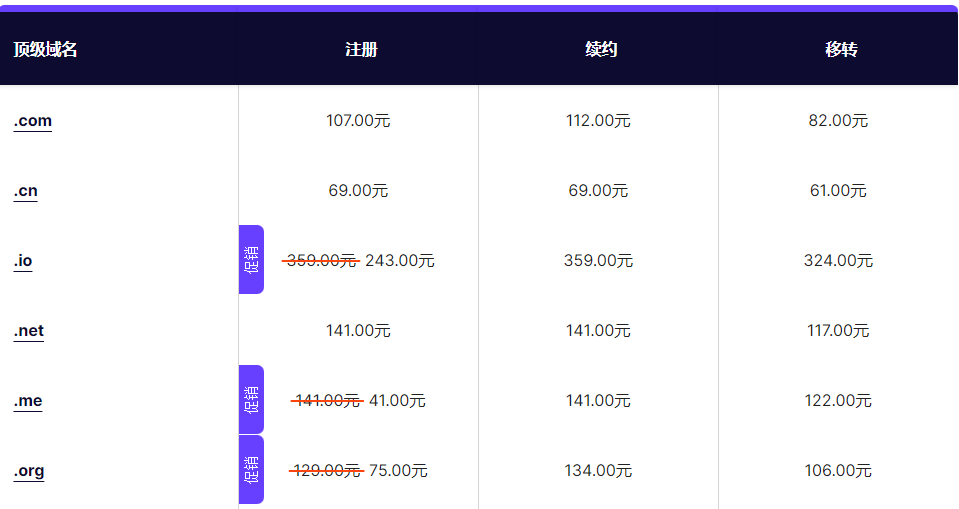 顶级域名 注册 续约 移转
.com 107.00元 112.00元 82.00元
.cn 69.00元 69.00元 61.00元
.io 促销 359.00元 243.00元 359.00元 324.00元
.net 141.00元 141.00元 117.00元
.me 促销 141.00元 41.00元 141.00元 122.00元
.org 促销 129.00元 75.00元 134.00元 106.00元